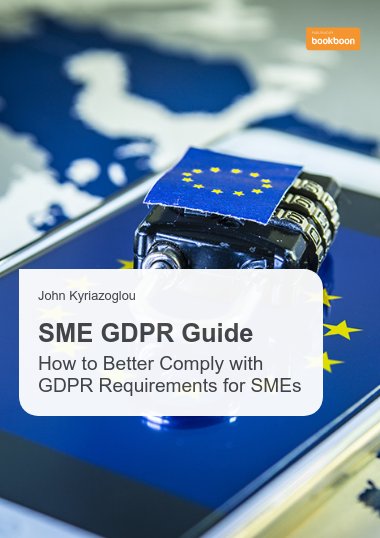 bookboon
John Kyriazoglou
SME GDPR Guide
How to Better Comply with
GDPR Requirements for SMEs